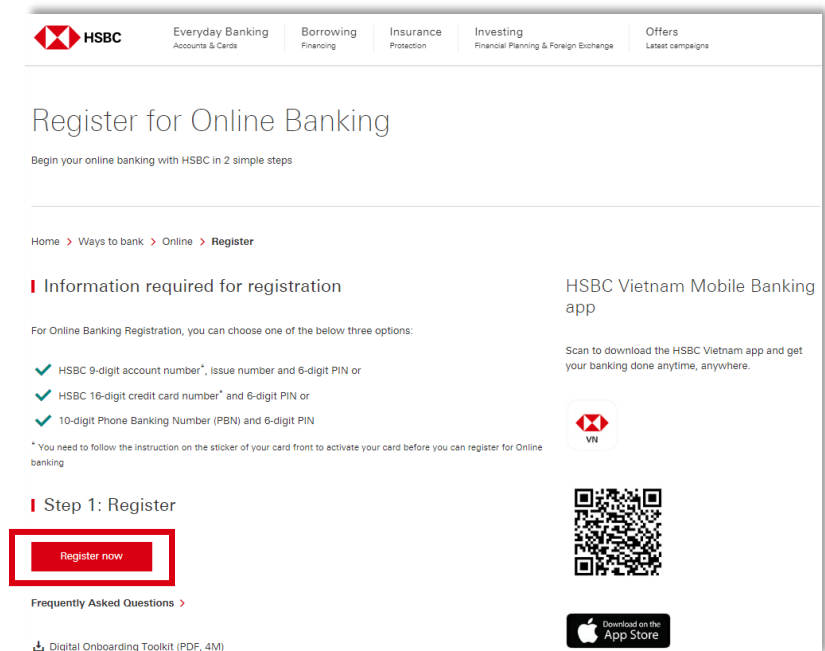 HSBC
Everyday Banking
Accounts & Cards
Borrowing
Financing
Insurance
Protection
Investing
Financial Planning & Foreign Exchange
Offers
Latest campaigns
Register for Online Banking
Begin your online banking with HSBC in 2 simple steps
Home > Ways to bank > Online > Register
Information required for registration
For Online Banking Registration, you can choose one of the below three options:
HSBC 9-digit account number*, issue number and 6-digit PIN or
HSBC 16-digit credit card number* and 6-digit PIN or
10-digit Phone Banking Number (PBN) and 6-digit PIN
* You need to follow the instruction on the sticker of your card front to activate your card before you can register for Online
banking
Step 1: Register
Register now
Frequently Asked Questions >
Digital Onboarding Toolkit (PDF, 4M)
HSBC Vietnam Mobile Banking
app
Scan to download the HSBC Vietnam app and get
your banking done anytime, anywhere.
VN
Download on the
App Store